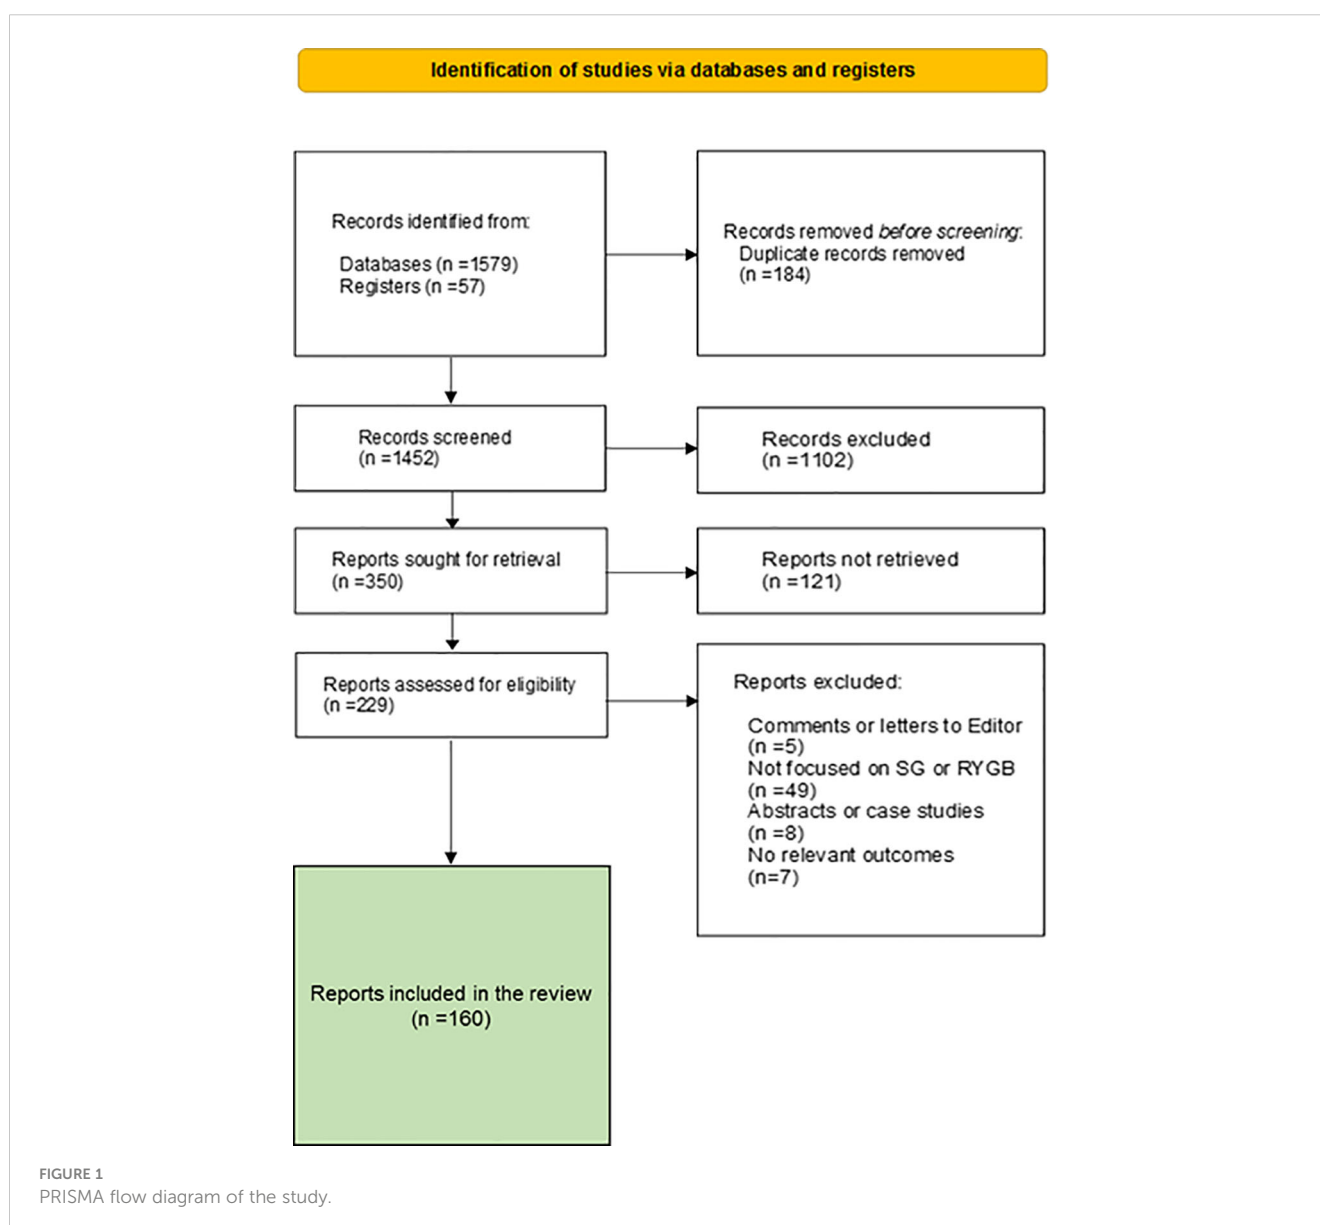 Identification of studies via databases and registers
Records identified from:
Databases (n =1579)
Registers (n =57)
Records removed before screening:
Duplicate records removed
(n =184)
Records screened
(n =1452)
Records excluded
(n =1102)
Reports sought for retrieval
(n =350)
Reports not retrieved
(n =121)
Reports assessed for eligibility
(n =229)
Reports excluded:
Comments or letters to Editor
(n =5)
Not focused on SG or RYGB
(n =49)
Abstracts or case studies
(n =8)
No relevant outcomes
(n=7)
Reports included in the review
(n =160)
FIGURE 1
PRISMA flow diagram of the study.